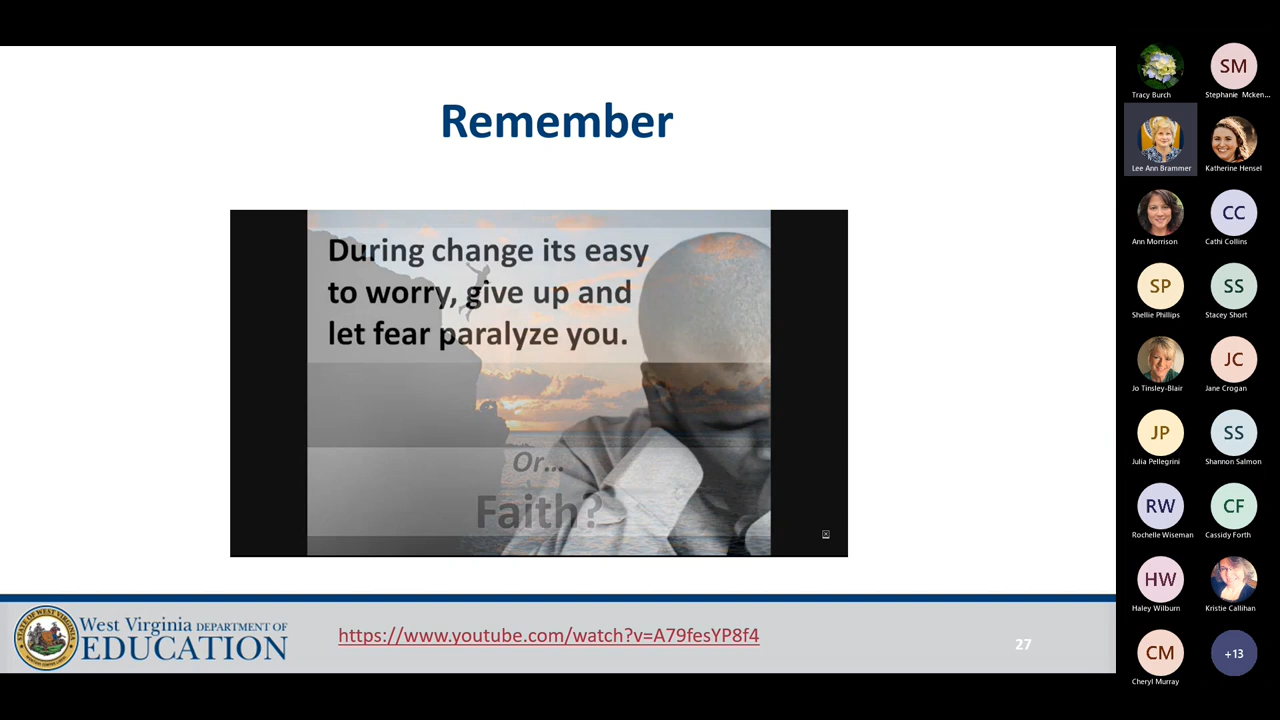 Remember
During change its easy
to worry, give up and
let fear paralyze you.
Or...
Faith?
West Virginia DEPARTMENT OF
EDUCATION
https://www.youtube.com/watch?v=A79fesYP8f4
27
Tracy Burch
SM
Stephanie Mcken...
Lee Ann Brammer
Katherine Hensel
Ann Morrison
CC
Cathi Collins
SP
Shellie Phillips
SS
Stacey Short
Jo Tinsley-Blair
JC
Jane Crogan
JP
Julia Pellegrini
SS
Shannon Salmon
RW
Rochelle Wiseman
CF
Cassidy Forth
HW
Haley Wilburn
Kristie Callihan
CM
Cheryl Murray
+13